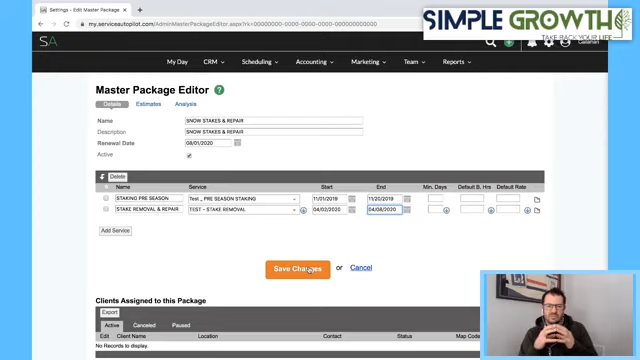 Settings - Edit Master Package
my.serviceautopilot.com/AdminMasterPackageEditor.aspx?rk=00000000-0000-0000-0000-000000000000
SIMPLE GROWTH
TAKE BACK YOUR LIFE
SA
Callahan
My Day CRM Scheduling Accounting Marketing Team Reports
Master Package Editor ?
Details Estimates Analysis
Name SNOW STAKES & REPAIR
Description SNOW STAKES & REPAIR
Renewal Date 08/01/2020
Active
Delete
Name Service Start End Min. Days Default B. Hrs Default Rate
STAKING PRE SEASON Test _ PRE SEASON STAKING 11/01/2019 11/20/2019
STAKE REMOVAL & REPAIR TEST - STAKE REMOVAL 04/02/2020 04/08/2020
Add Service
Save Changes or Cancel
Clients Assigned to this Package
Export
Active Canceled Paused
Edit Client Name Location Contact Status Map Code
No Records to display.